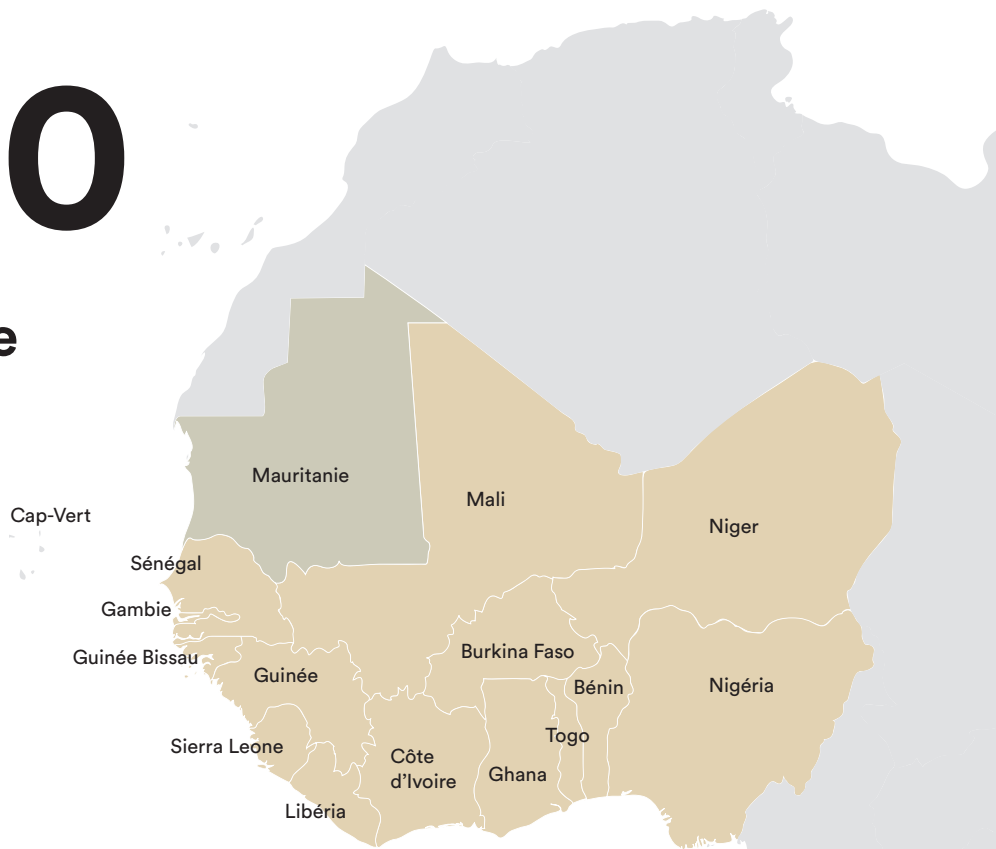 0
e
Mauritanie
Mali
Cap-Vert
Niger
Sénégal
Gambie
Guinée Bissau
Burkina Faso
Guinée
Bénin
Nigéria
Togo
Sierra Leone
Côte
d'Ivoire
Ghana
Libéria